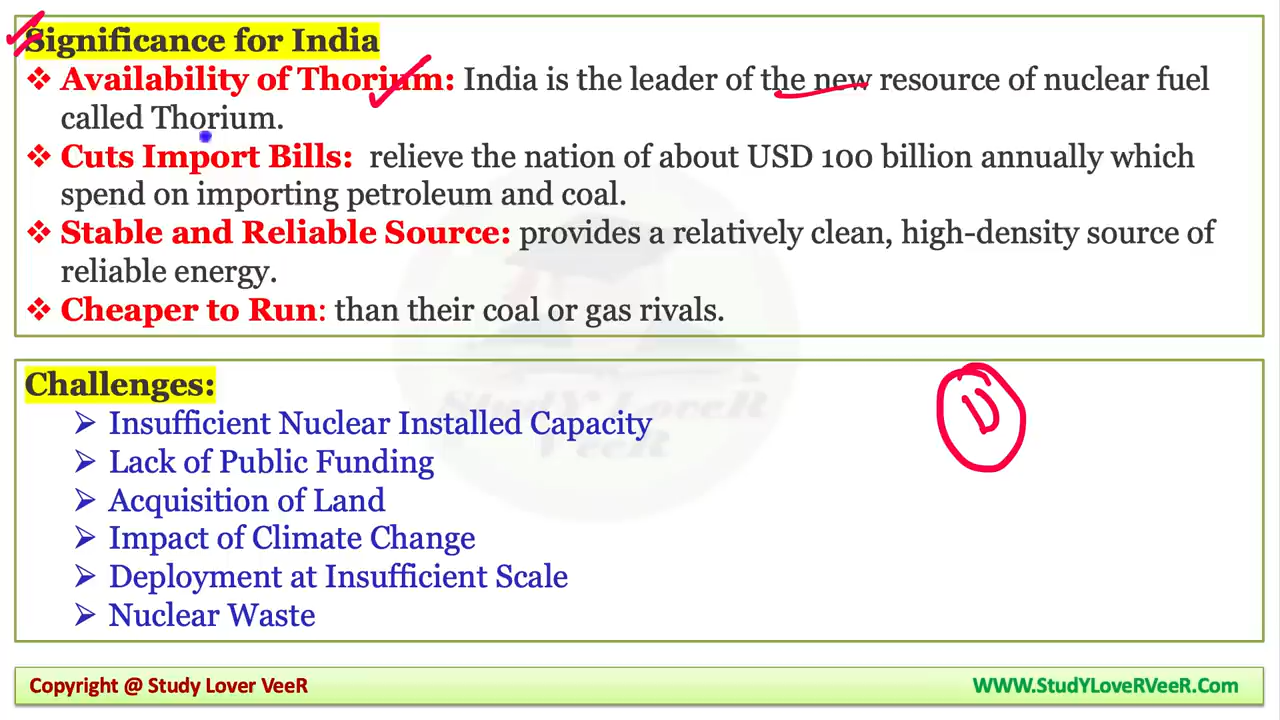 Significance for India
❖ Availability of Thorium: India is the leader of the new resource of nuclear fuel
called Thorium.
❖ Cuts Import Bills: relieve the nation of about USD 100 billion annually which
spend on importing petroleum and coal.
❖ Stable and Reliable Source: provides a relatively clean, high-density source of
reliable energy.
❖ Cheaper to Run: than their coal or gas rivals.
StudY LoveR
VeeR
Challenges:
➢ Insufficient Nuclear Installed Capacity
➢ Lack of Public Funding
➢ Acquisition of Land
➢ Impact of Climate Change
➢ Deployment at Insufficient Scale
➢ Nuclear Waste
D
Copyright @ Study Lover VeeR
WWW.StudYLoveRVeeR.Com